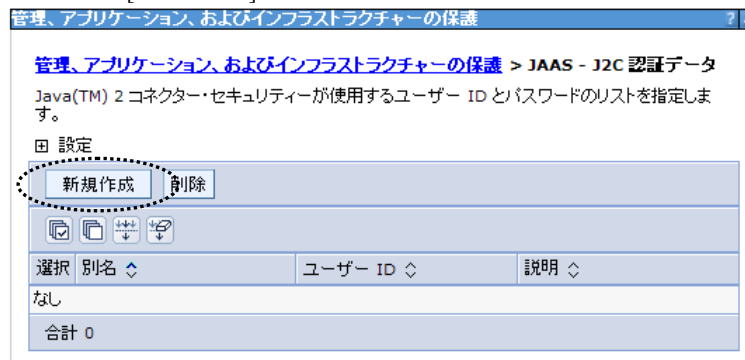 管理、アプリケーション、およびインフラストラクチャーの保護 ?
管理、アプリケーション、およびインフラストラクチャーの保護 > JAAS - J2C 認証データ
Java(TM) 2 コネクター・セキュリティーが使用するユーザー ID とパスワードのリストを指定しま
す。
設定
新規作成 削除
選択 別名 ユーザー ID 説明
なし
合計 0